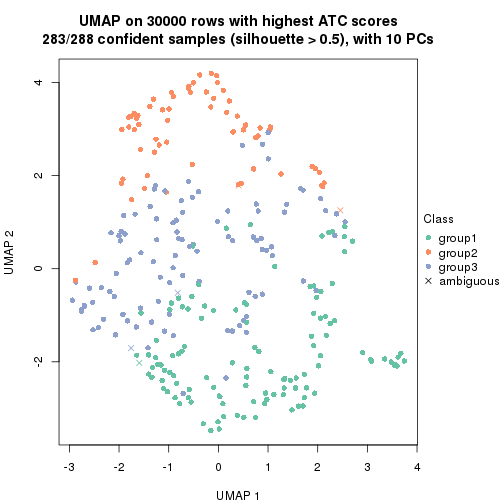 UMAP on 30000 rows with highest ATC scores
283/288 confident samples (silhouette > 0.5), with 10 PCs
4
2
0
-2
-3
-2
-1
0
1
2
3
4
UMAP 1
UMAP 2
Class
group1
group2
group3
ambiguous